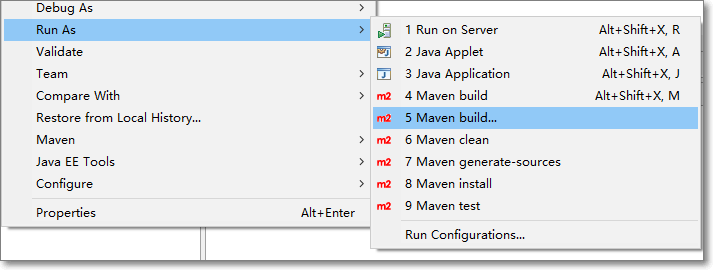 Debug As
Run As
Validate
Team
Compare With
Restore from Local History...
Maven
Java EE Tools
Configure
Properties Alt+Enter
1 Run on Server Alt+Shift+X, R
2 Java Applet Alt+Shift+X, A
3 Java Application Alt+Shift+X, J
m2 4 Maven build Alt+Shift+X, M
m2 5 Maven build...
m2 6 Maven clean
m2 7 Maven generate-sources
m2 8 Maven install
m2 9 Maven test
Run Configurations...